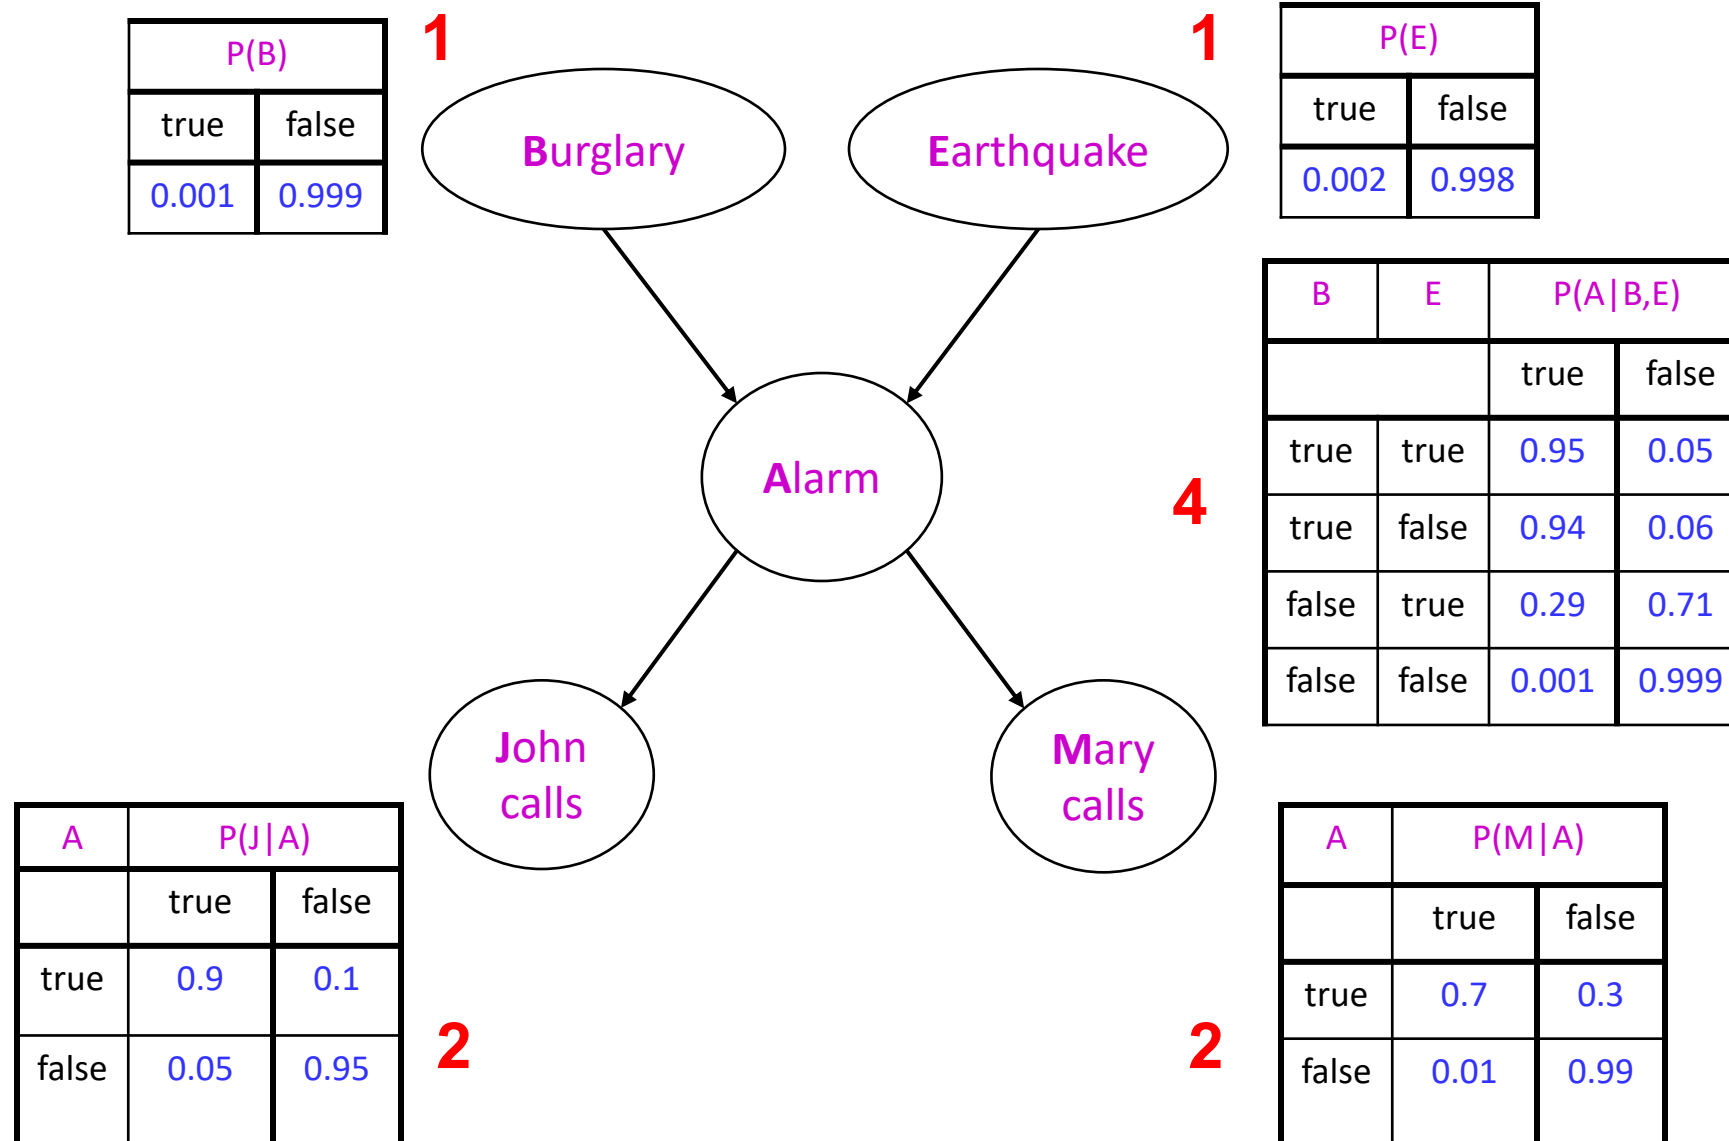 P(B)
true false
0.001 0.999
1
Burglary
1
Earthquake
P(E)
true false
0.002 0.998
B E P(A|B,E)
true false
true true 0.95 0.05
true false 0.94 0.06
false true 0.29 0.71
false false 0.001 0.999
Alarm
4
John
calls
Mary
calls
A P(J|A)
true false
true 0.9 0.1
false 0.05 0.95
2
2
A P(M|A)
true false
true 0.7 0.3
false 0.01 0.99